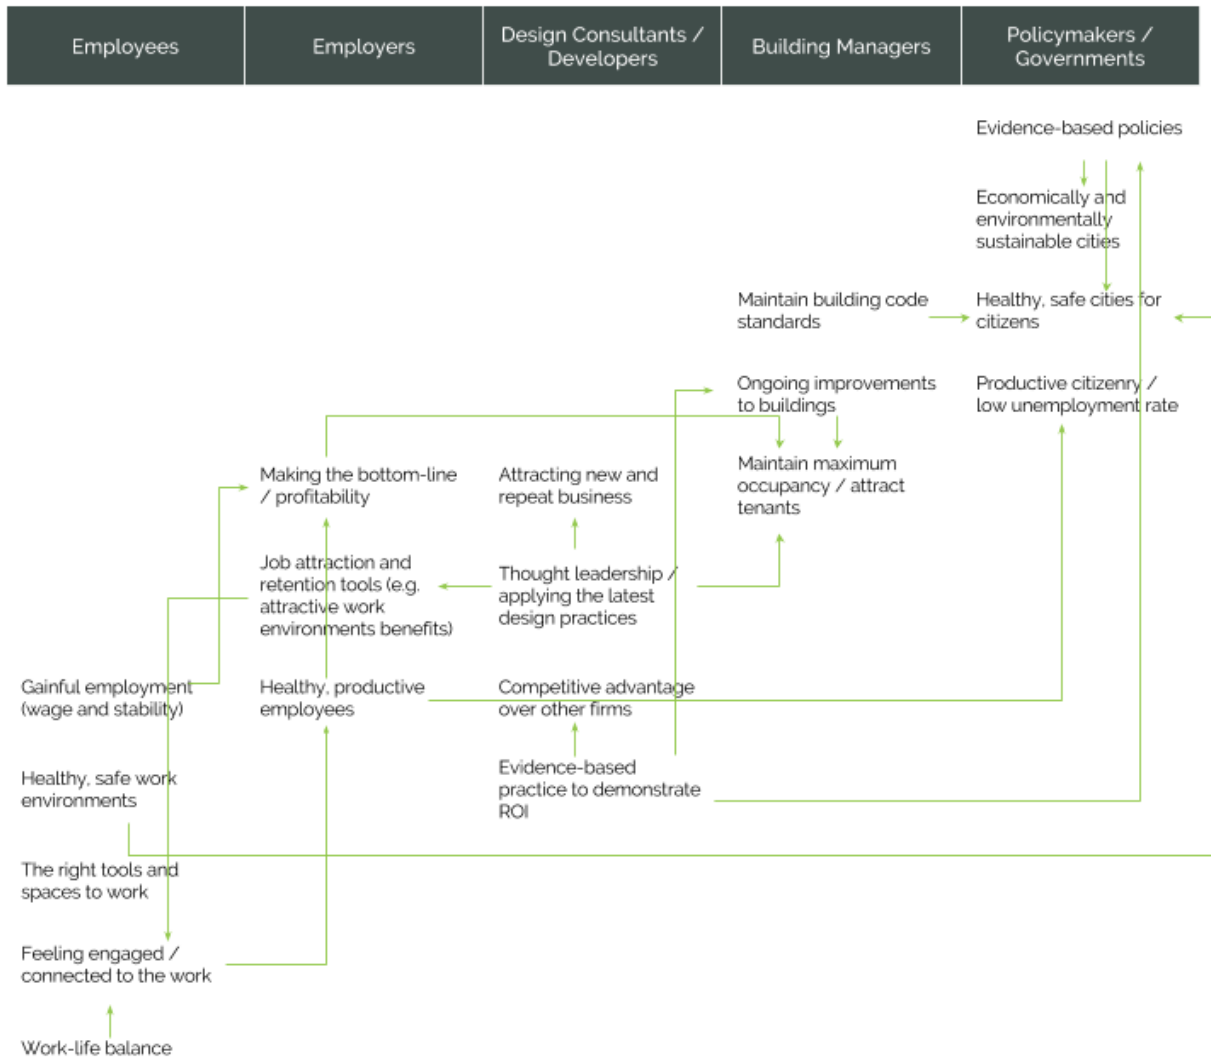 Employees
Employers
Design Consultants /
Developers
Building Managers
Policymakers /
Governments
Evidence-based policies
Economically and
environmentally
sustainable cities
Maintain building code
standards
Healthy, safe cities for
citizens
Ongoing improvements
to buildings
Productive citizenry /
low unemployment rate
Making the bottom-line
/ profitability
Attracting new and
repeat business
Maintain maximum
occupancy / attract
tenants
Job attraction and
retention tools (e.g.
attractive work
environments benefits)
Thought leadership /
applying the latest
design practices
Gainful employment
(wage and stability)
Healthy, productive
employees
Competitive advantage
over other firms
Healthy, safe work
environments
Evidence-based
practice to demonstrate
ROI
The right tools and
spaces to work
Feeling engaged /
connected to the work
Work-life balance